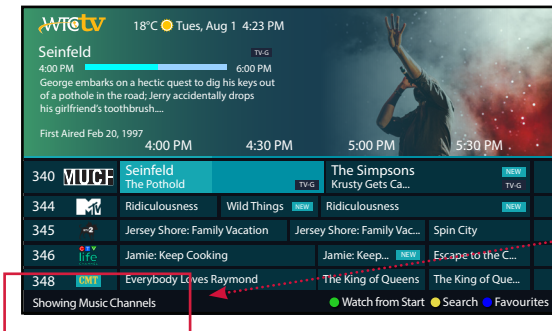 WTCtv 18°C Tues, Aug 1 4:23 PM
Seinfeld TV-G
4:00 PM 6:00 PM
George embarks on a hectic quest to dig his keys out
of a pothole in the road; Jerry accidentally drops
his girlfriend's toothbrush....
First Aired Feb 20, 1997
4:00 PM 4:30 PM 5:00 PM 5:30 PM
340 MUCH Seinfeld The Simpsons NEW
The Pothold TV-G Krusty Gets Ca... TV-G
344 MTV Ridiculousness Wild Things NEW Ridiculousness NEW
345 2 Jersey Shore: Family Vacation Jersey Shore: Family Vac... Spin City
346 CTV life Jamie: Keep Cooking Jamie: Keep... NEW Escape to the C...
348 CMT Everybody Loves Raymond The King of Queens The King of Que...
Showing Music Channels Watch from Start Search Favourites